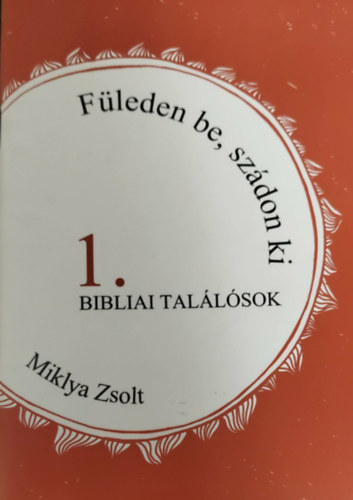 Füleden be, szádon ki
1.
BIBLIAI TALÁLÓSOK
Miklya Zsolt